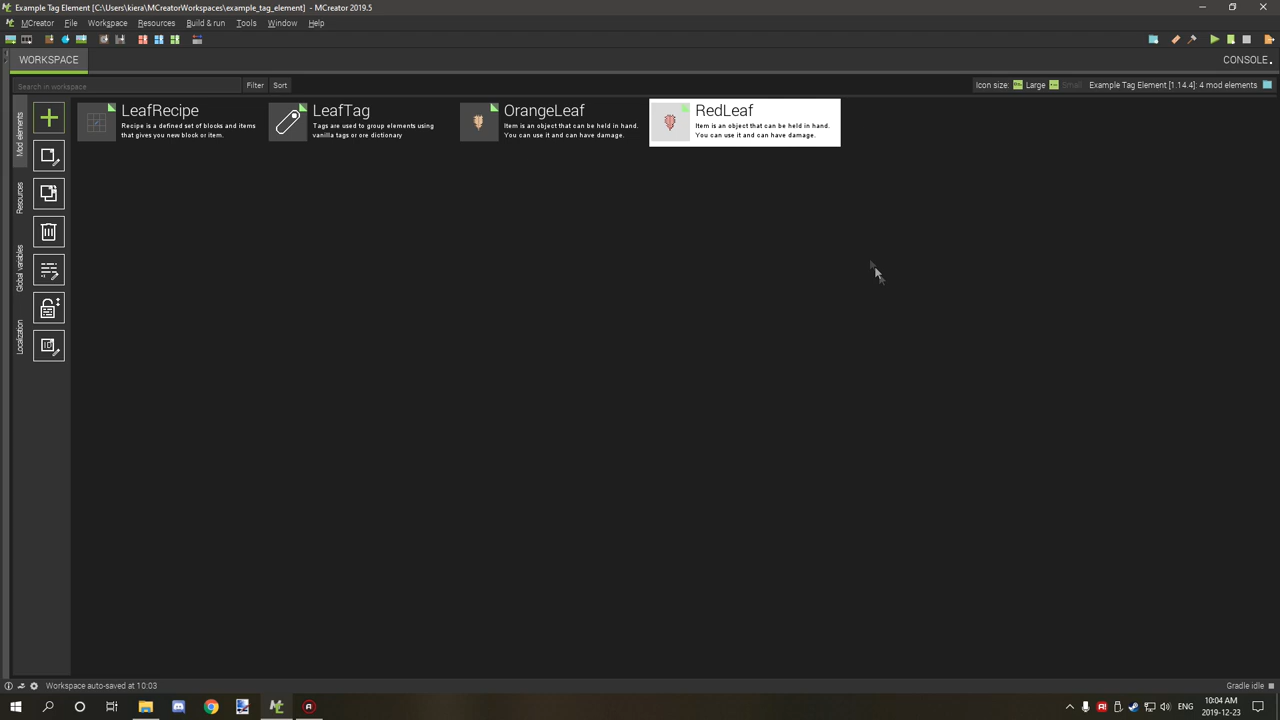 Example Tag Element [C:\Users\kiera\MCreatorWorkspaces\example_tag_element] - MCreator 2019.5
MCreator File Workspace Resources Build & run Tools Window Help
WORKSPACE
CONSOLE
Search in workspace
Filter
Sort
Icon size: Large Small Example Tag Element [1.14.4]: 4 mod elements
LeafRecipe
Recipe is a defined set of blocks and items
that gives you new block or item.
LeafTag
Tags are used to group elements using
vanilla tags or ore dictionary
OrangeLeaf
Item is an object that can be held in hand.
You can use it and can have damage.
RedLeaf
Item is an object that can be held in hand.
You can use it and can have damage.
Mod elements
Resources
Global variables
Localization
Workspace auto-saved at 10:03
Gradle idle
ENG
10:04 AM
2019-12-23